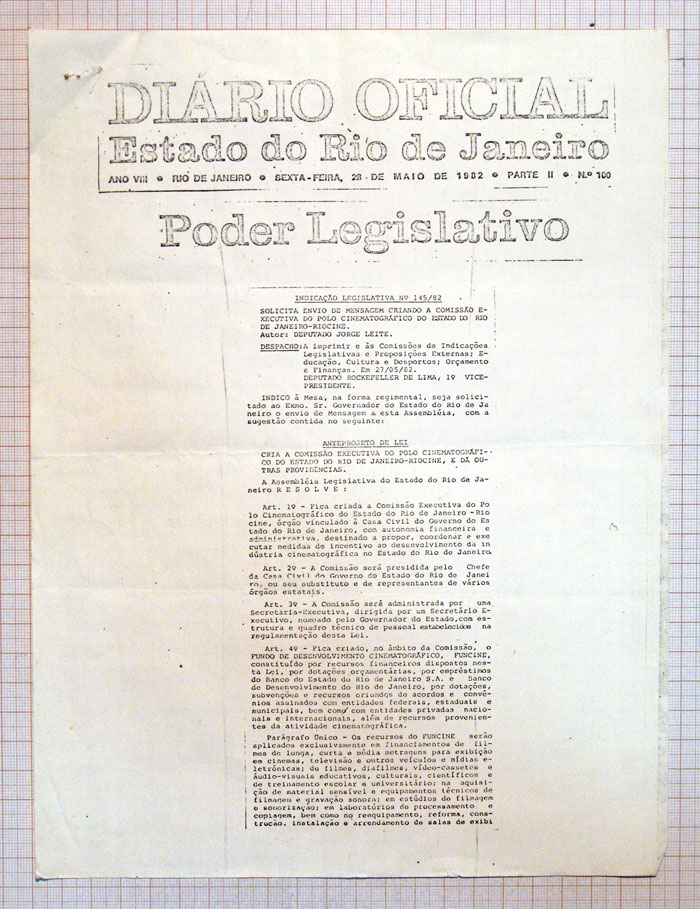 DIÁRIO OFICIAL
Estado do Rio de Janeiro
ANO VIII • RIO DE JANEIRO • SEXTA-FEIRA, 28 DE MAIO DE 1982 • PARTE II • N.º 100
Poder Legislativo
INDICAÇÃO LEGISLATIVA Nº 145/82
SOLICITA ENVIO DE MENSAGEM CRIANDO A COMISSÃO E-
XECUTIVA DO POLO CINEMATOGRÁFICO DO ESTADO DO RIO
DE JANEIRO-RIOCINE.
Autor: DEPUTADO JORGE LEITE.
DESPACHO: A imprimir e às Comissões de Indicações
Legislativas e Proposições Externas; E-
ducação, Cultura e Desportos; Orçamento
e Finanças. Em 27/05/82.
DEPUTADO ROCKEFELLER DE LIMA, 1º VICE-
PRESIDENTE.
INDICO à Mesa, na forma regimental, seja solici-
tado ao Exmo. Sr. Governador do Estado do Rio de Ja
neiro o envio de Mensagem a esta Assembléia, com a
sugestão contida no seguinte:
ANTEPROJETO DE LEI
CRIA A COMISSÃO EXECUTIVA DO POLO CINEMATOGRÁFI-
CO DO ESTADO DO RIO DE JANEIRO-RIOCINE, E DÁ OU-
TRAS PROVIDÊNCIAS.
A Assembléia Legislativa do Estado do Rio de Ja-
neiro R E S O L V E :
Art. 1º - Fica criada a Comissão Executiva do Po
lo Cinematográfico do Estado do Rio de Janeiro - Rio
cine, órgão vinculado à Casa Civil do Governo do Es
tado do Rio de Janeiro, com autonomia financeira e
administrativa, destinado a propor, coordenar e exe
cutar medidas de incentivo ao desenvolvimento da in
dústria cinematográfica no Estado do Rio de Janeiro
Art. 2º - A Comissão será presidida pelo Chefe
da Casa Civil do Governo do Estado do Rio de Janei
ro, ou seu substituto e de representantes de vários
órgãos estatais.
Art. 3º - A Comissão será administrada por uma
Secretaria-Executiva, dirigida por um Secretário E-
xecutivo, nomeado pelo Governador do Estado, com es-
trutura e quadro técnico de pessoal estabelecidos na
regulamentação desta Lei.
Art. 4º - Fica criado, no âmbito da Comissão, o
FUNDO DE DESENVOLVIMENTO CINEMATOGRÁFICO, FUNCINE,
constituído por recursos financeiros dispostos nes-
ta Lei, por dotações orçamentárias, por empréstimos
do Banco do Estado do Rio de Janeiro S.A. e Banco
de Desenvolvimento do Rio de Janeiro, por dotações,
subvenções e recursos oriundos de acordos e convê-
nios assinados com entidades federais, estaduais e
municipais, bem como com entidades privadas nacio-
nais e internacionais, além de recursos provenien-
tes da atividade cinematográfica.
Parágrafo Único - Os recursos do FUNCINE serão
aplicados exclusivamente em financiamentos de fil-
mes de longa, curta e média metragens para exibição
em cinemas, televisão e outros veículos e mídias e-
letrônicas; de filmes, diafilmes, vídeo-cassetes e
áudio-visuais educativos, culturais, científicos e
de treinamento escolar e universitário; na aquisi-
ção de material sensível e equipamentos técnicos de
filmagem e gravação sonora; em estúdios de filmagem
e sonorização; em laboratórios de processamento e
copiagem, bem como no reequipamento, reforma, cons-
trução, instalação e arrendamento de salas de exibi